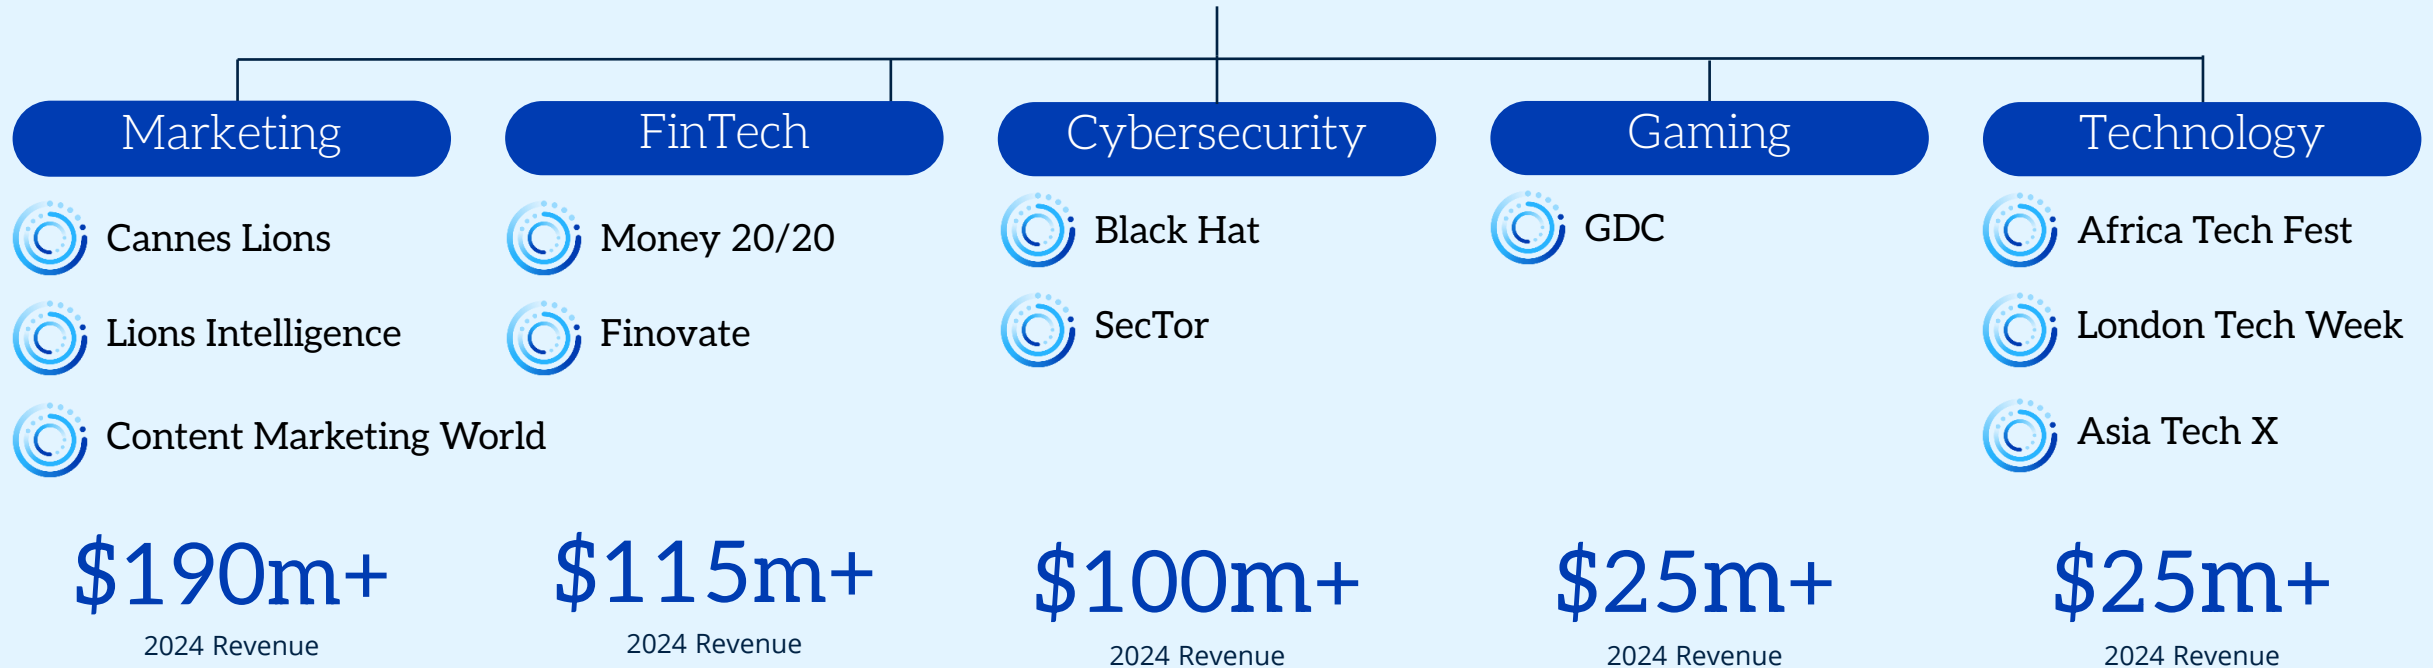 Marketing
Cannes Lions
Lions Intelligence
Content Marketing World
$190m+
2024 Revenue
FinTech
Money 20/20
Finovate
$115m+
2024 Revenue
Cybersecurity
Black Hat
SecTor
$100m+
2024 Revenue
Gaming
GDC
$25m+
2024 Revenue
Technology
Africa Tech Fest
London Tech Week
Asia Tech X
$25m+
2024 Revenue